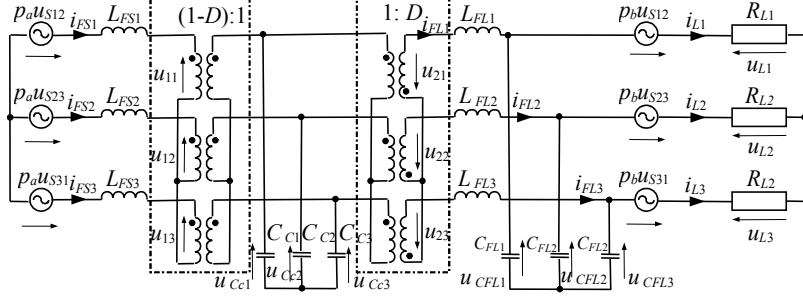 p_a u_S12 i_FS1 L_FS1 (1-D):1 1: D i_FL1 L_FL1 p_b u_S12 i_L1 R_L1
u_11 u_21 u_L1
p_a u_S23 i_FS2 L_FS2 L_FL2 i_FL2 p_b u_S23 i_L2 R_L2
u_12 u_22 u_L2
p_a u_S31 i_FS3 L_FS3 L_FL3 i_FL3 p_b u_S31 i_L3 R_L2
u_13 C_C1 C_C2 C_C3 u_23 C_FL1 C_FL2 C_FL2 u_L3
u_Cc1 u_Cc2 u_Cc3 u_CFL1 u_CFL2 u_CFL3